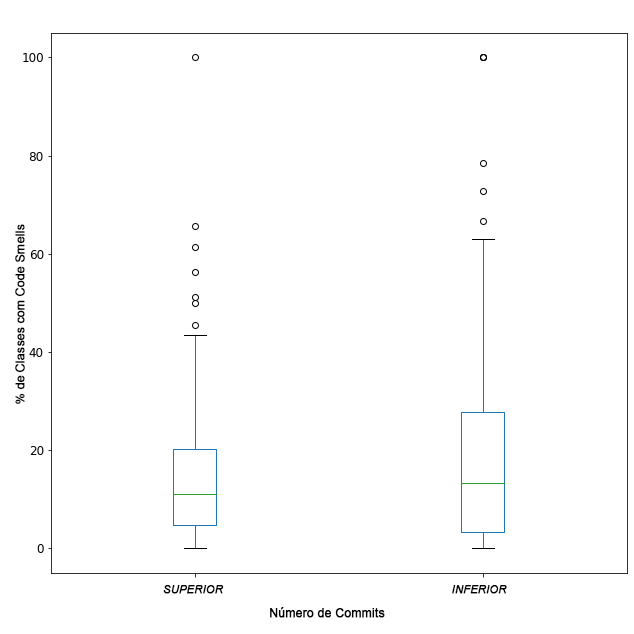 100
80
60
40
20
0
% de Classes com Code Smells
SUPERIOR INFERIOR
Número de Commits